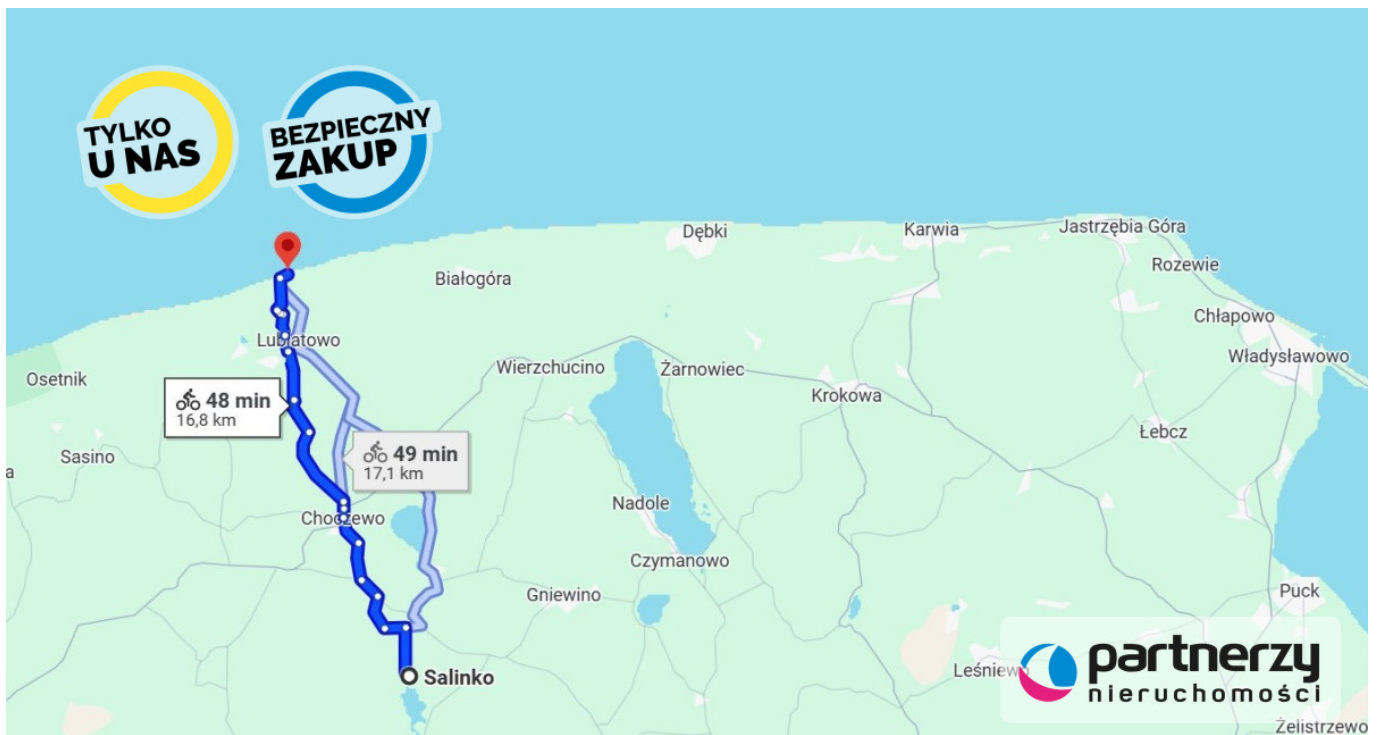 TYLKO
U NAS
BEZPIECZNY
ZAKUP
Dębki
Karwia
Jastrzębia Góra
Rozewie
Białogóra
Chłapowo
Lubiatowo
Władysławowo
Wierzchucino
Żarnowiec
Osetnik
Krokowa
48 min
16,8 km
Łebcz
49 min
17,1 km
Sasino
a
Nadole
Choczewo
Czymanowo
Gniewino
Puck
Salinko
Leśniewo
partnerzy
nieruchomości
Żelistrzewo